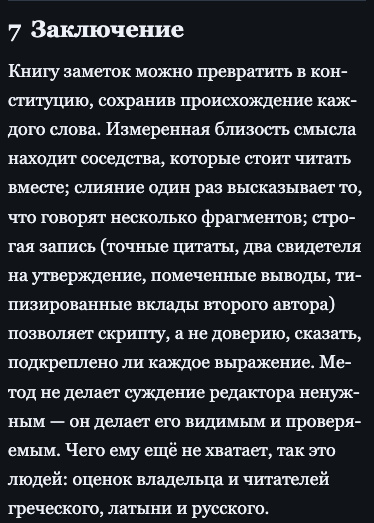 7 Заключение
Книгу заметок можно превратить в кон-
ституцию, сохранив происхождение каж-
дого слова. Измеренная близость смысла
находит соседства, которые стоит читать
вместе; слияние один раз высказывает то,
что говорят несколько фрагментов; стро-
гая запись (точные цитаты, два свидетеля
на утверждение, помеченные выводы, ти-
пизированные вклады второго автора)
позволяет скрипту, а не доверию, сказать,
подкреплено ли каждое выражение. Ме-
тод не делает суждение редактора ненуж-
ным — он делает его видимым и проверя-
емым. Чего ему ещё не хватает, так это
людей: оценок владельца и читателей
греческого, латыни и русского.